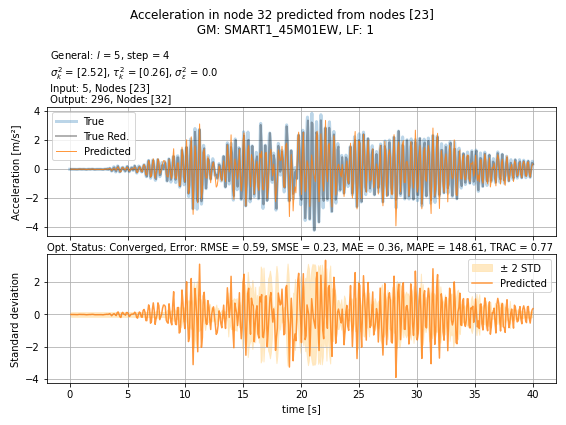 Acceleration in node 32 predicted from nodes [23]
GM: SMART1_45M01EW, LF: 1
General: l = 5, step = 4
σ²ₖ = [2.52], τ²ₖ = [0.26], σ²ε = 0.0
Input: 5, Nodes [23]
Output: 296, Nodes [32]
Acceleration [m/s²]
4
2
0
−2
−4
True
True Red.
Predicted
Opt. Status: Converged, Error: RMSE = 0.59, SMSE = 0.23, MAE = 0.36, MAPE = 148.61, TRAC = 0.77
Standard deviation
2
0
−2
−4
± 2 STD
Predicted
0 5 10 15 20 25 30 35 40
time [s]